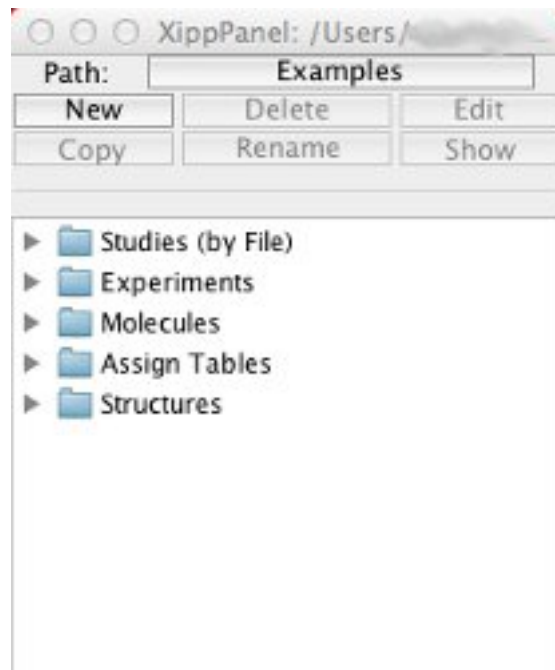 XippPanel: /Users/
Path: Examples
New Delete Edit
Copy Rename Show
Studies (by File)
Experiments
Molecules
Assign Tables
Structures